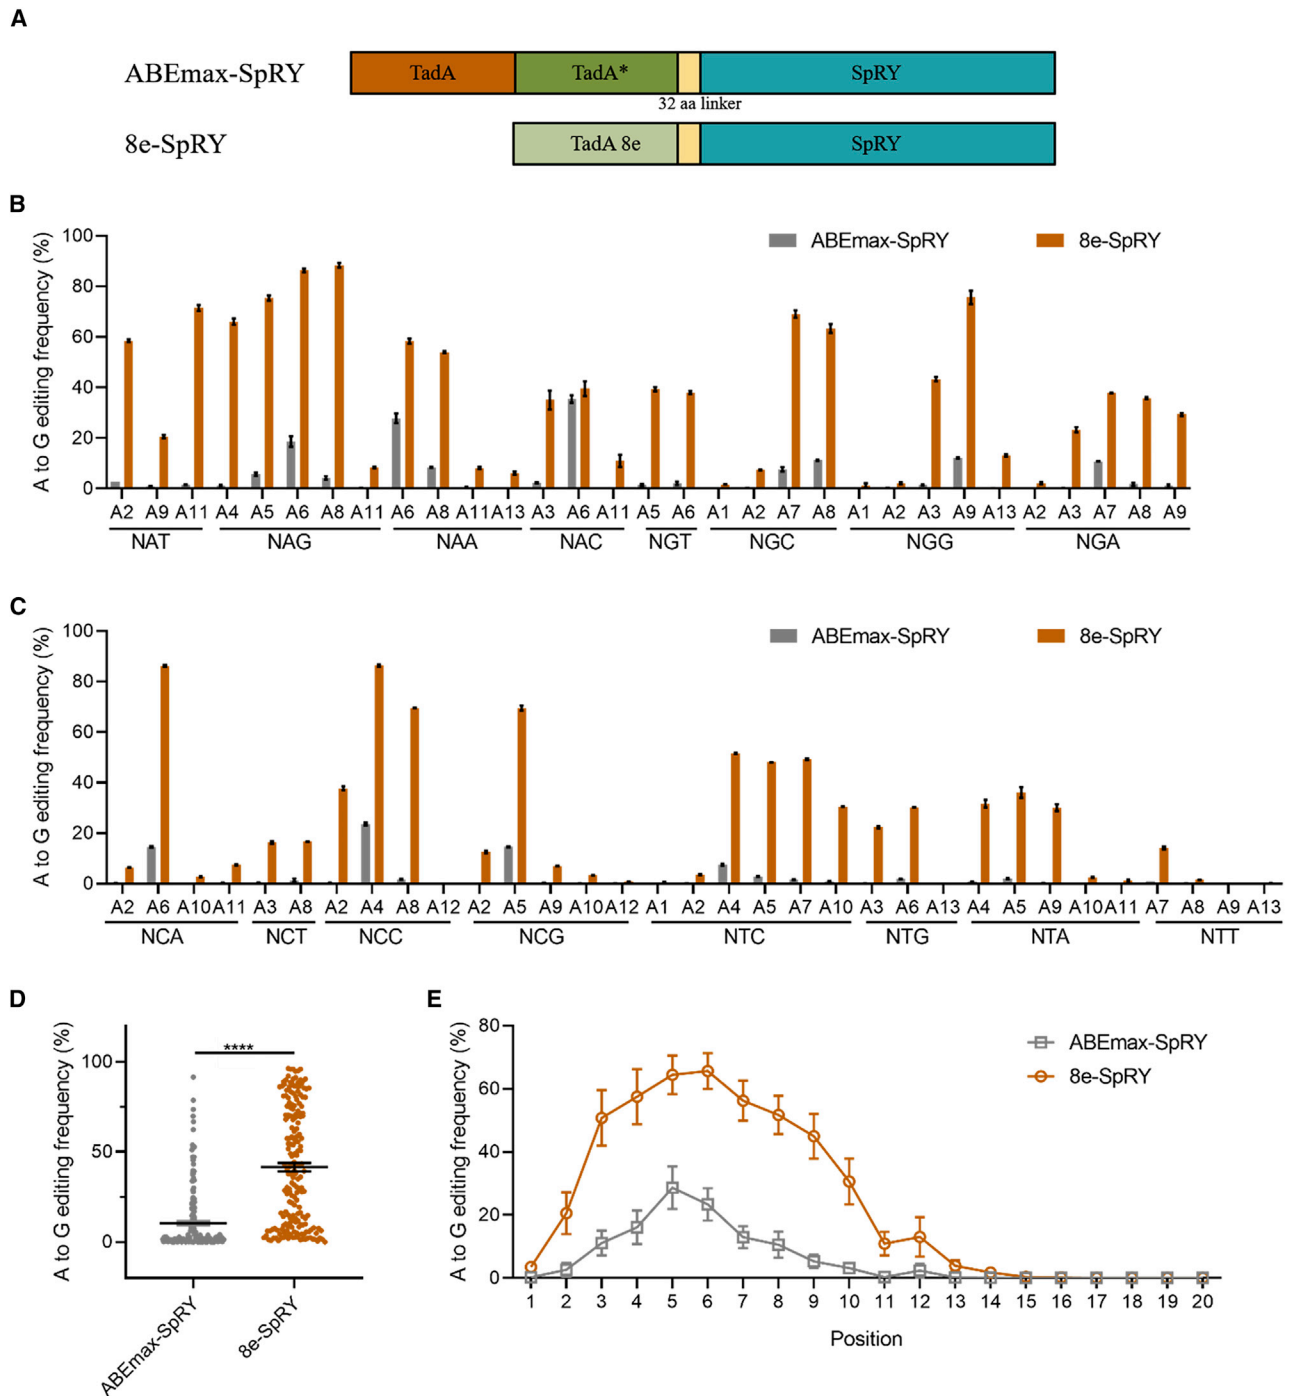 A
ABEmax-SpRY
TadA
TadA*
SpRY
32 aa linker
8e-SpRY
TadA 8e
SpRY
B
A to G editing frequency (%)
ABEmax-SpRY
8e-SpRY
100
80
60
40
20
0
A2 A9 A11 A4 A5 A6 A8 A11 A6 A8 A11 A13 A3 A6 A11 A5 A6 A1 A2 A7 A8 A1 A2 A3 A9 A13 A2 A3 A7 A8 A9
NAT NAG NAA NAC NGT NGC NGG NGA
C
A to G editing frequency (%)
ABEmax-SpRY
8e-SpRY
100
80
60
40
20
0
A2 A6 A10 A11 A3 A8 A2 A4 A8 A12 A2 A5 A9 A10 A12 A1 A2 A4 A5 A7 A10 A3 A6 A13 A4 A5 A9 A10 A11 A7 A8 A9 A13
NCA NCT NCC NCG NTC NTG NTA NTT
D
A to G editing frequency (%)
****
100
50
0
ABEmax-SpRY
8e-SpRY
E
A to G editing frequency (%)
ABEmax-SpRY
8e-SpRY
80
60
40
20
0
1 2 3 4 5 6 7 8 9 10 11 12 13 14 15 16 17 18 19 20
Position